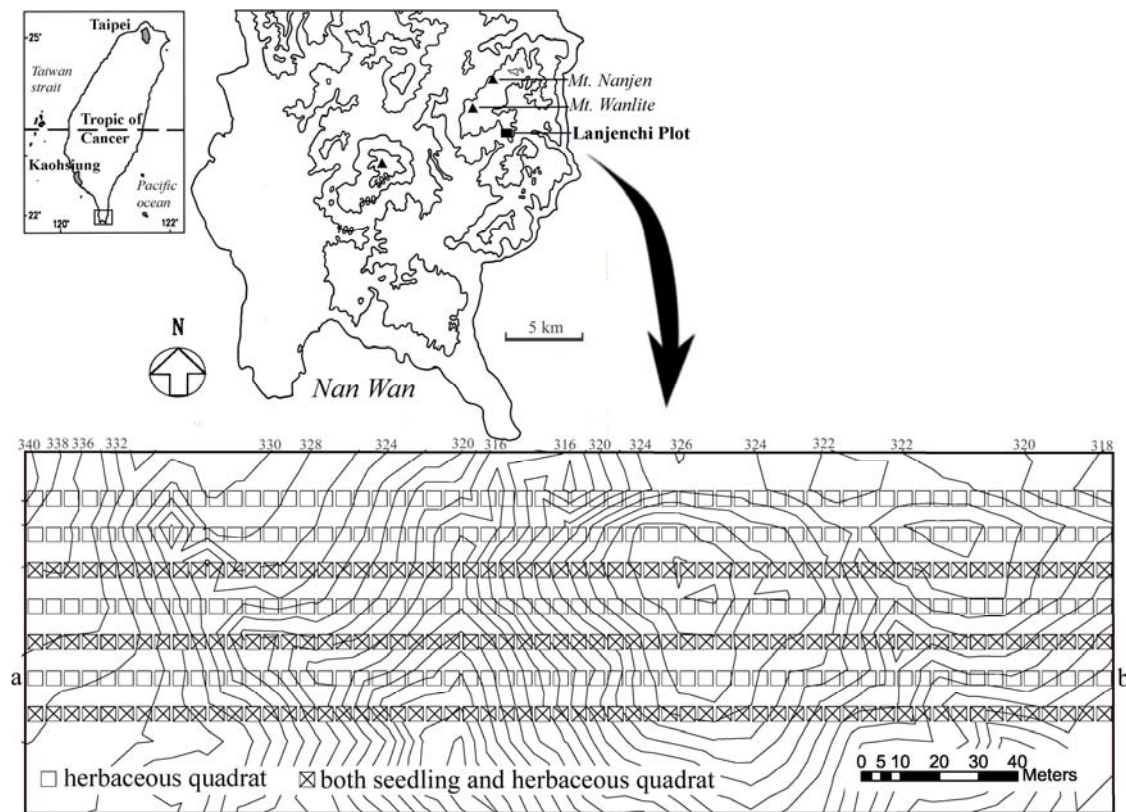 Taipei
25°
Taiwan
strait
Tropic of
Cancer
Kaohsiung
Pacific
ocean
22°
120°
122°
Mt. Nanjen
Mt. Wanlite
Lanjenchi Plot
300
100
N
5 km
Nan Wan
340 338 336 332 330 328 324 320 316 316 320 324 326 324 322 322 320 318
a
b
herbaceous quadrat
both seedling and herbaceous quadrat
0 5 10 20 30 40
Meters